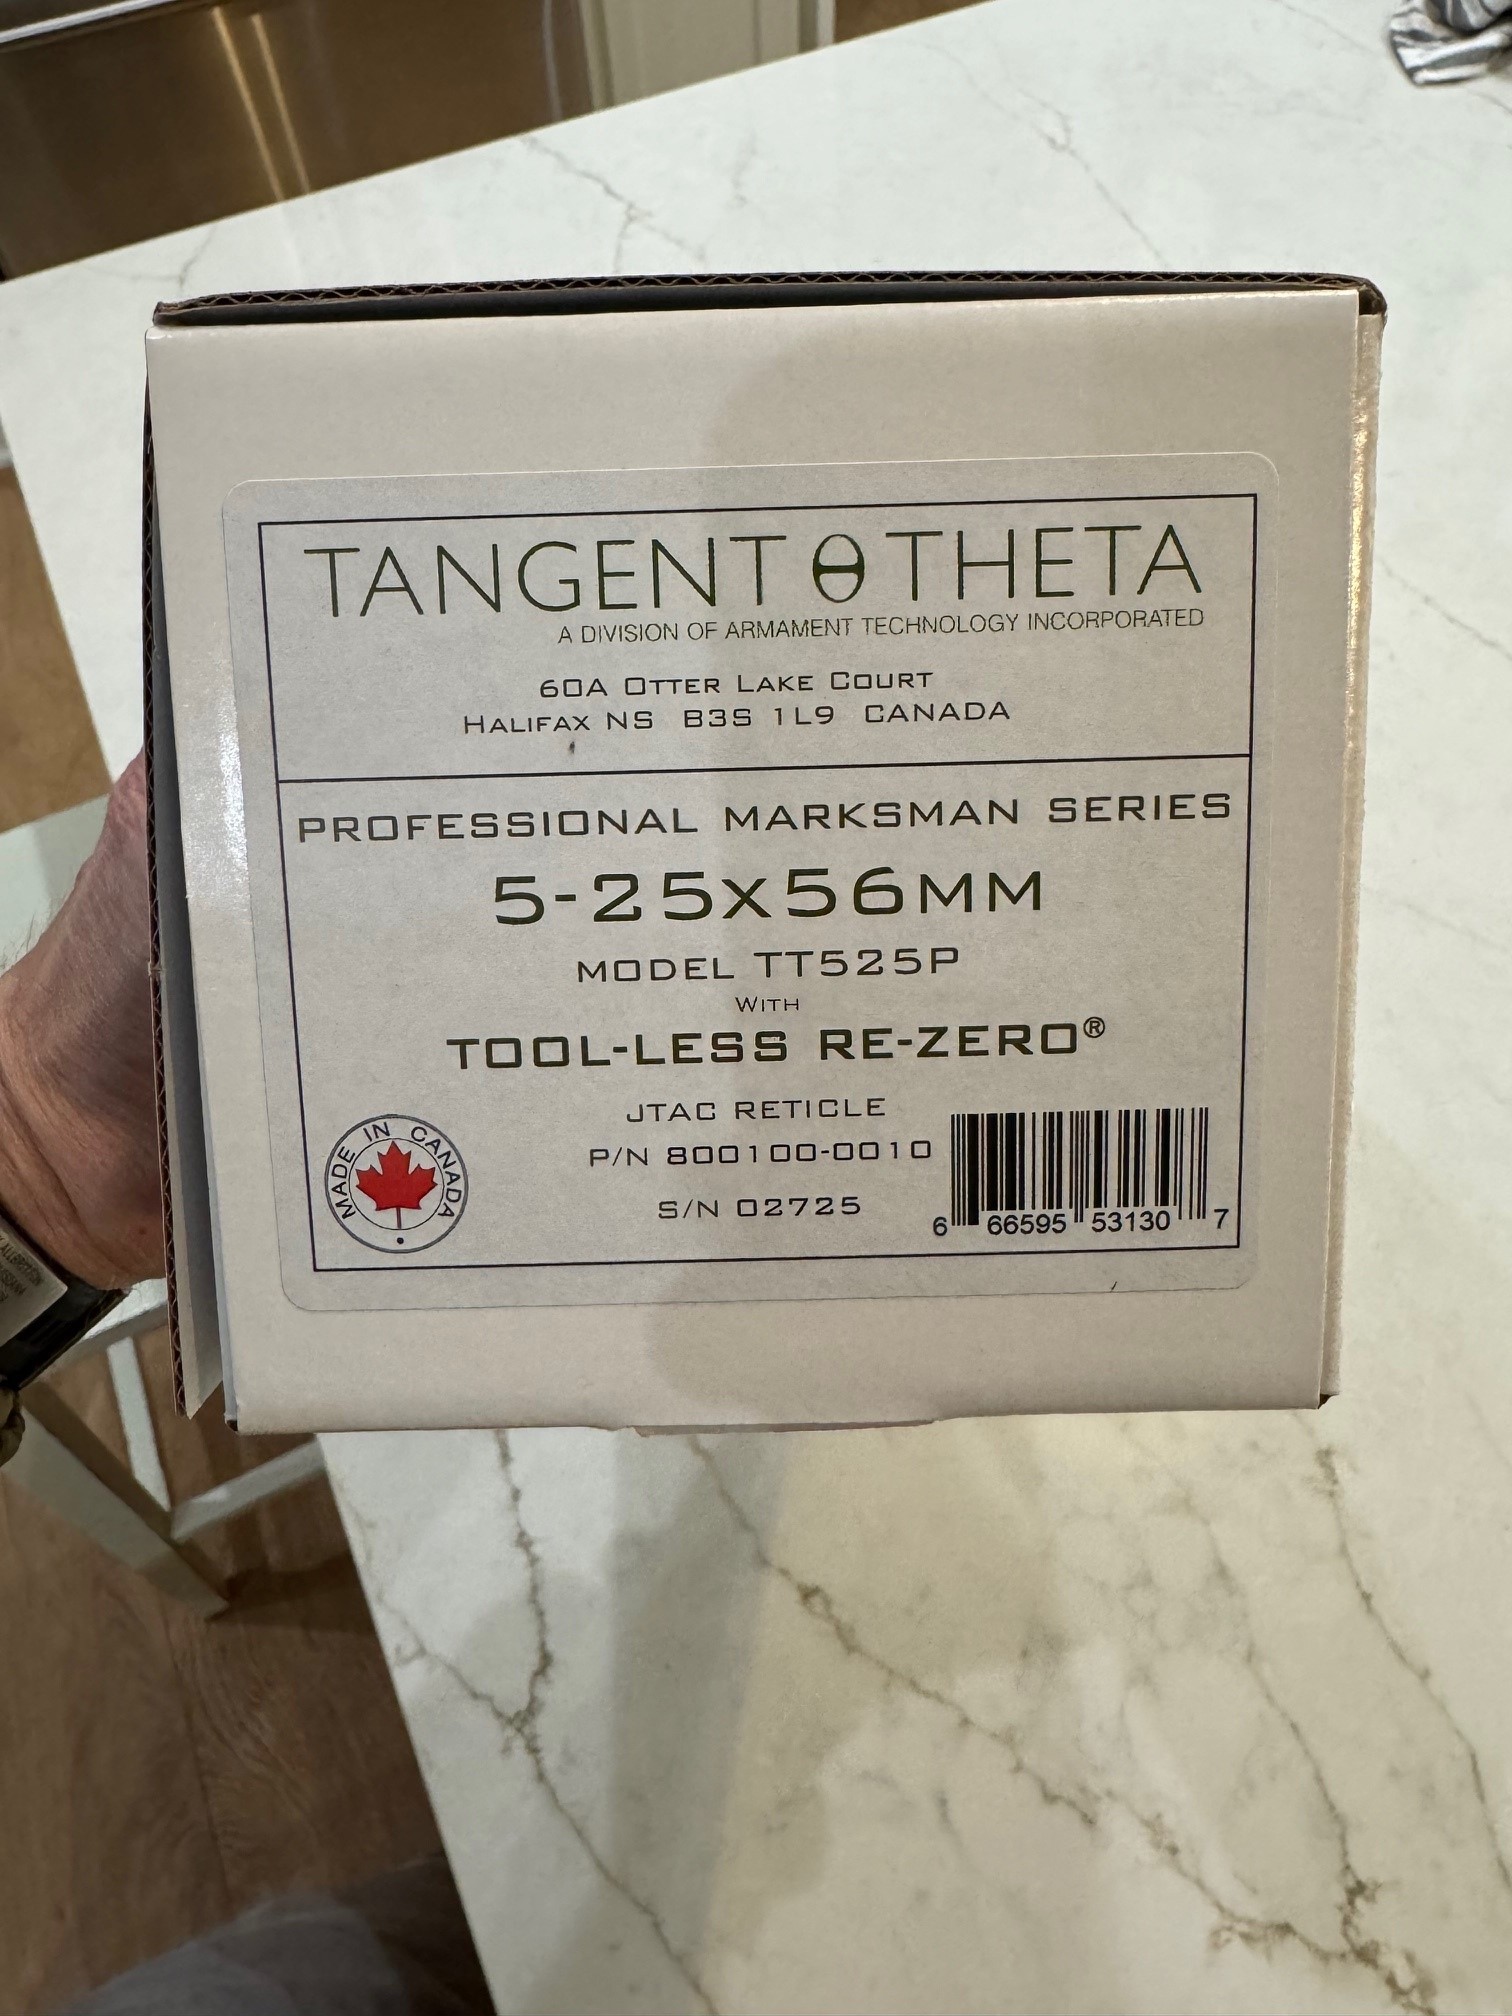 TANGENT θ THETA
A DIVISION OF ARMAMENT TECHNOLOGY INCORPORATED
60A OTTER LAKE COURT
HALIFAX NS B3S 1L9 CANADA
PROFESSIONAL MARKSMAN SERIES
5-25X56MM
MODEL TT525P
WITH
TOOL-LESS RE-ZERO®
JTAC RETICLE
P/N 800100-0010
S/N 02725
MADE IN CANADA
6 66595 53130 7